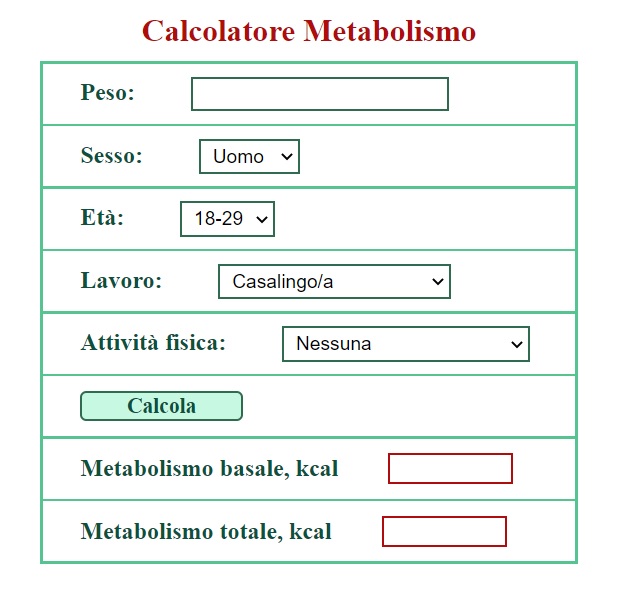 Calcolatore Metabolismo
Peso:
Sesso: Uomo
Età: 18-29
Lavoro: Casalingo/a
Attività fisica: Nessuna
Calcola
Metabolismo basale, kcal
Metabolismo totale, kcal